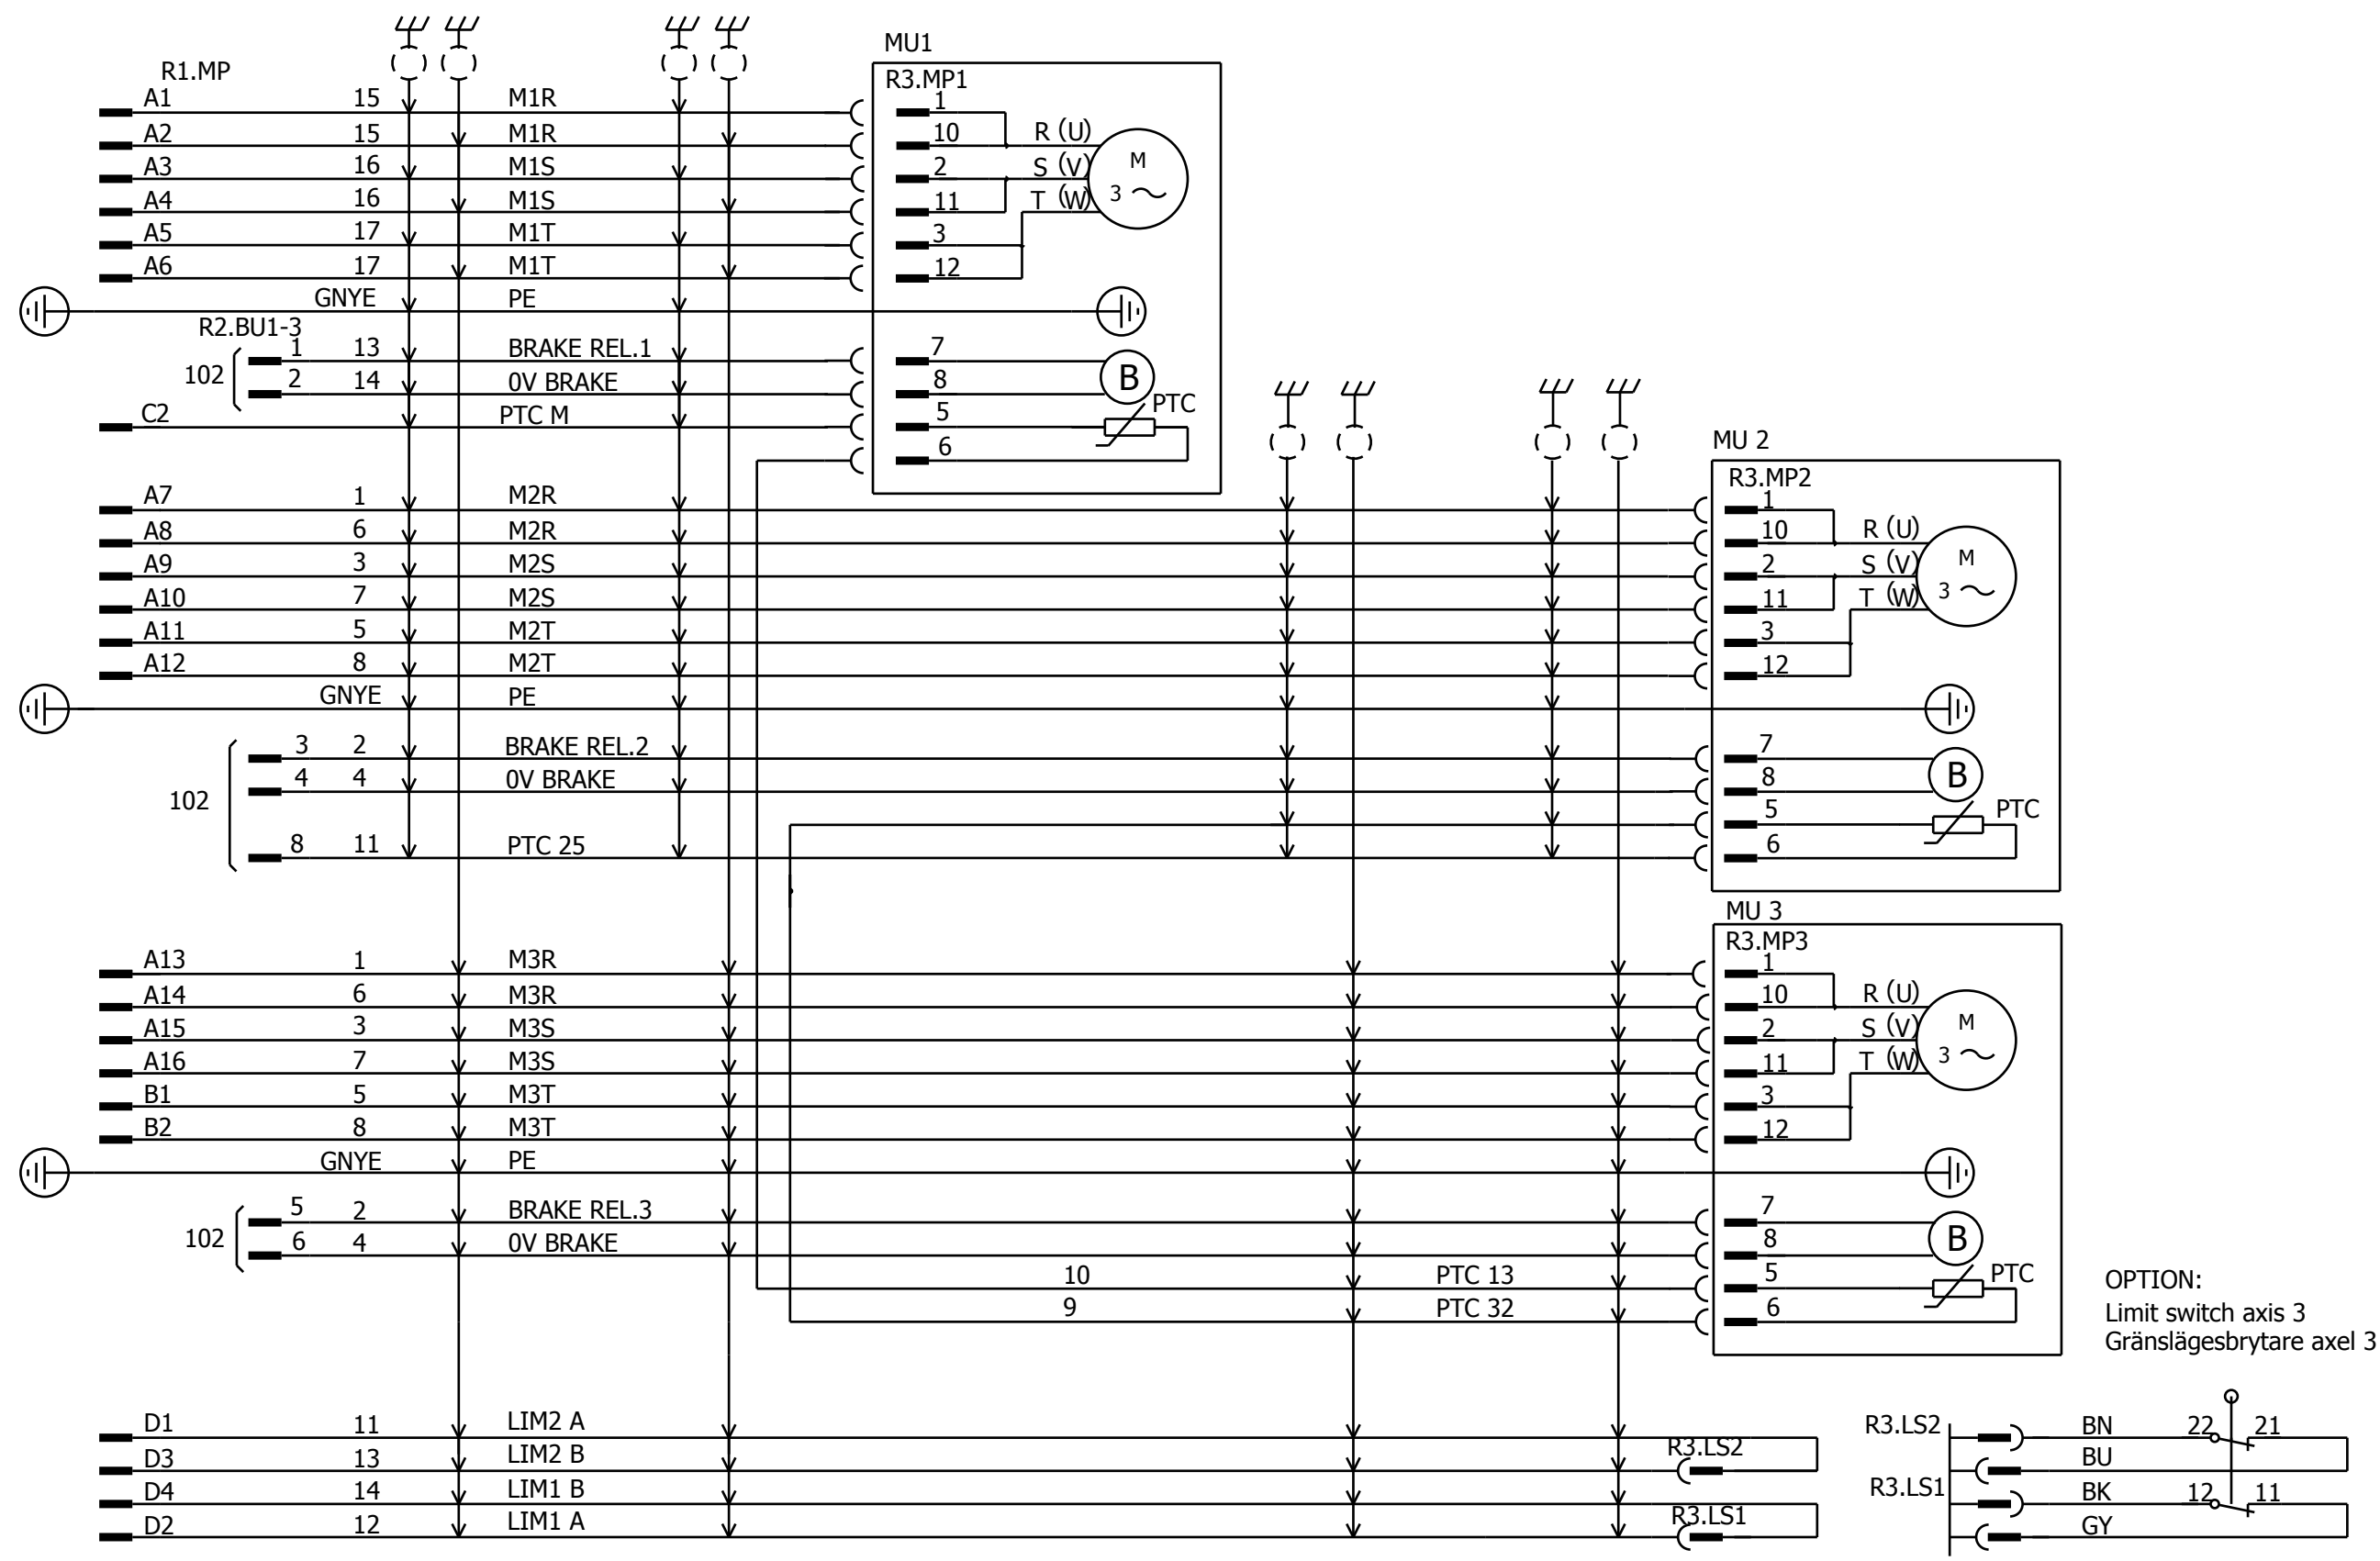 MU1
R1.MP
R3.MP1
A1 15 M1R 1
A2 15 M1R 10 R (U)
A3 16 M1S 2 S (V) M
A4 16 M1S 11 T (W) 3
A5 17 M1T 3
A6 17 M1T 12
GNYE PE
R2.BU1-3
1 13 BRAKE REL.1 7
102 B
2 14 0V BRAKE 8
C2 PTC M 5 PTC
6
MU 2
R3.MP2
A7 1 M2R 1
A8 6 M2R 10 R (U)
A9 3 M2S 2 S (V) M
A10 7 M2S 11 T (W) 3
A11 5 M2T 3
A12 8 M2T 12
GNYE PE
3 2 BRAKE REL.2 7
4 4 0V BRAKE 8 B
102
5 PTC
8 11 PTC 25 6
MU 3
R3.MP3
A13 1 M3R 1
A14 6 M3R 10 R (U)
A15 3 M3S 2 S (V) M
A16 7 M3S 11 T (W) 3
B1 5 M3T 3
B2 8 M3T 12
GNYE PE
5 2 BRAKE REL.3 7
102 B
6 4 0V BRAKE 8
10 PTC 13 5 PTC
9 PTC 32 6
OPTION:
Limit switch axis 3
Gränslägesbrytare axel 3
D1 11 LIM2 A R3.LS2 BN 22 21
D3 13 LIM2 B R3.LS2 BU
D4 14 LIM1 B R3.LS1 BK 12 11
D2 12 LIM1 A R3.LS1 GY